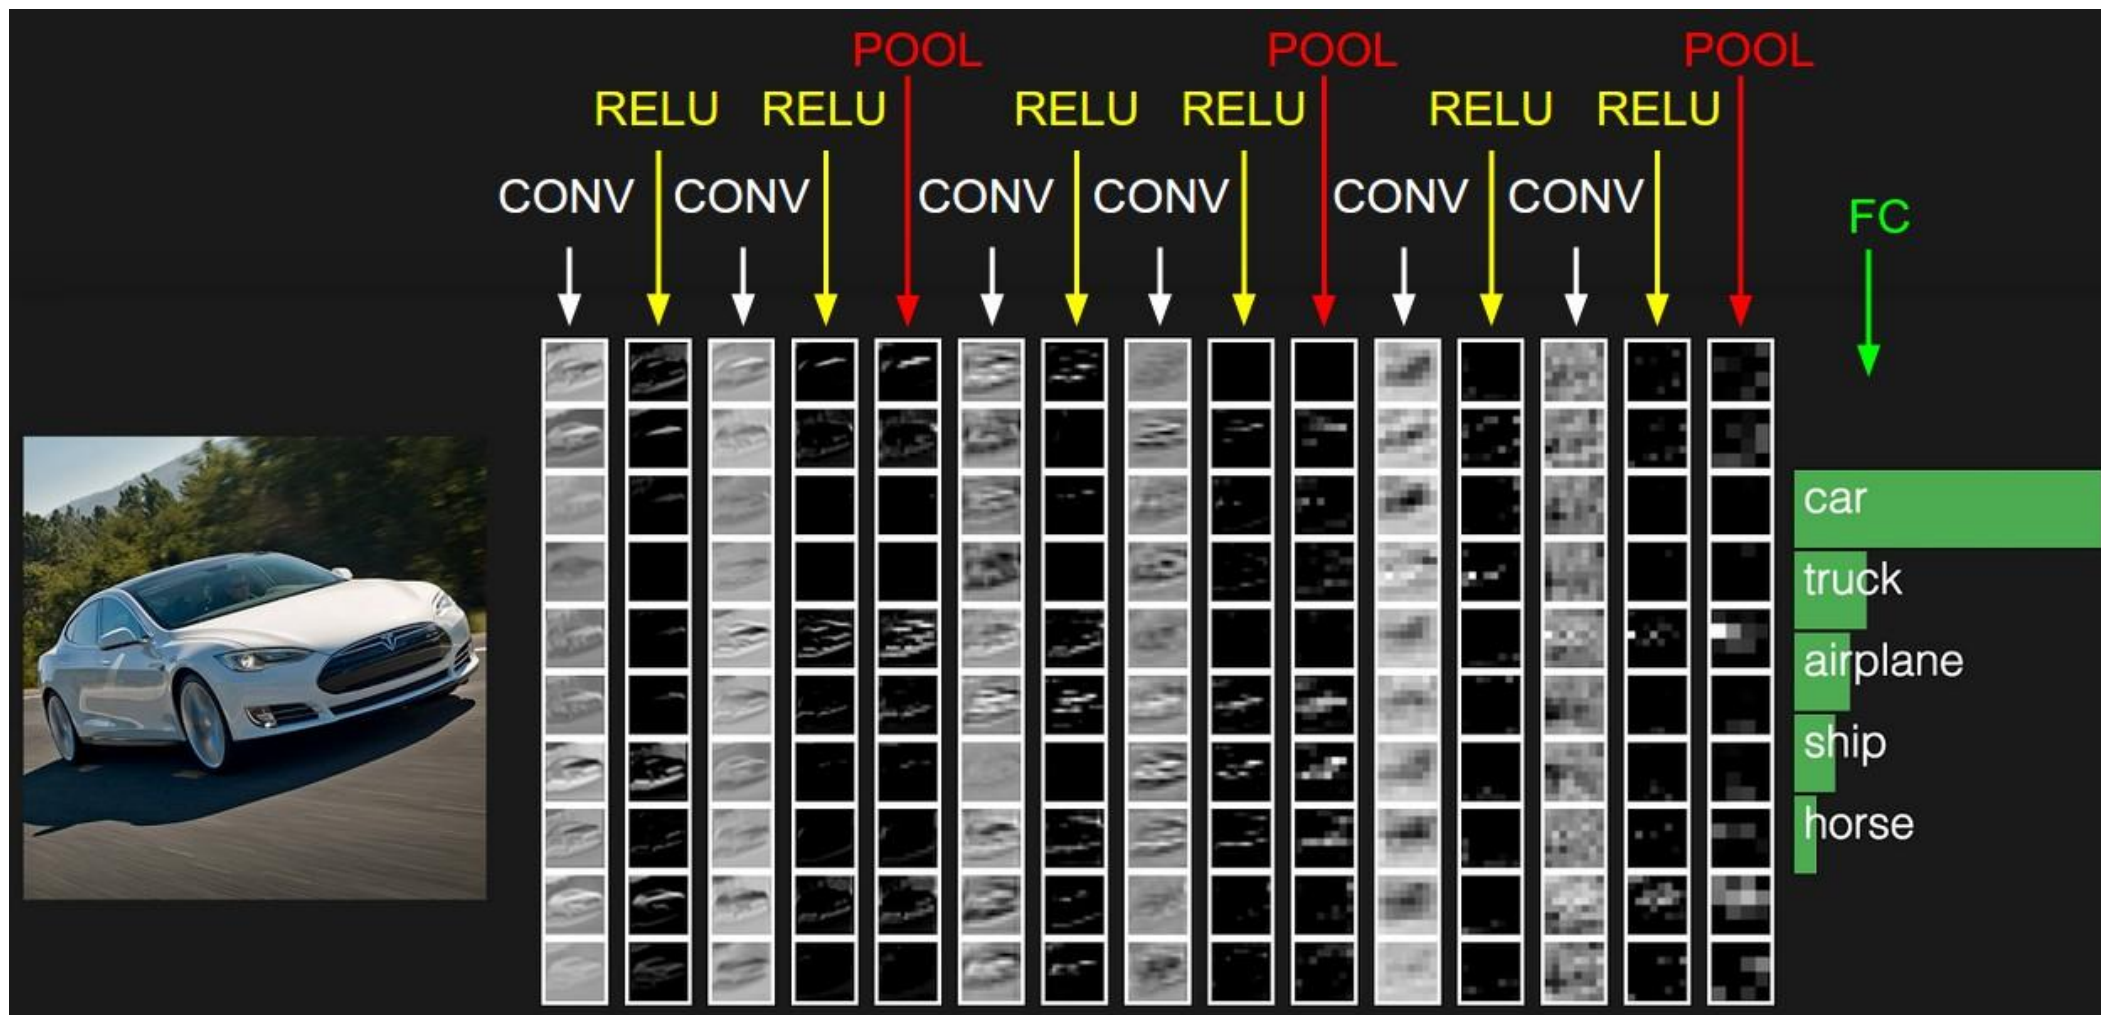 POOL POOL POOL
RELU RELU RELU RELU RELU RELU
CONV CONV CONV CONV CONV CONV
FC
car
truck
airplane
ship
horse